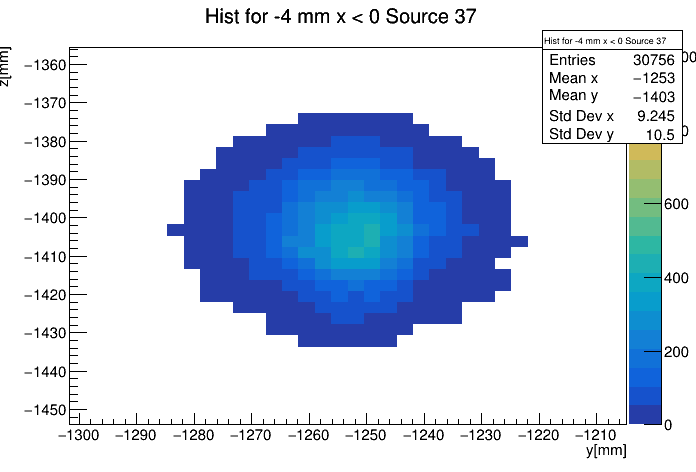 Hist for -4 mm x < 0 Source 37
Hist for -4 mm x < 0 Source 37
Entries 30756
Mean x −1253
Mean y −1403
Std Dev x 9.245
Std Dev y 10.5
z[mm]
−1360
−1370
−1380
−1390
−1400
−1410
−1420
−1430
−1440
−1450
600
400
200
0
−1300 −1290 −1280 −1270 −1260 −1250 −1240 −1230 −1220 −1210
y[mm]